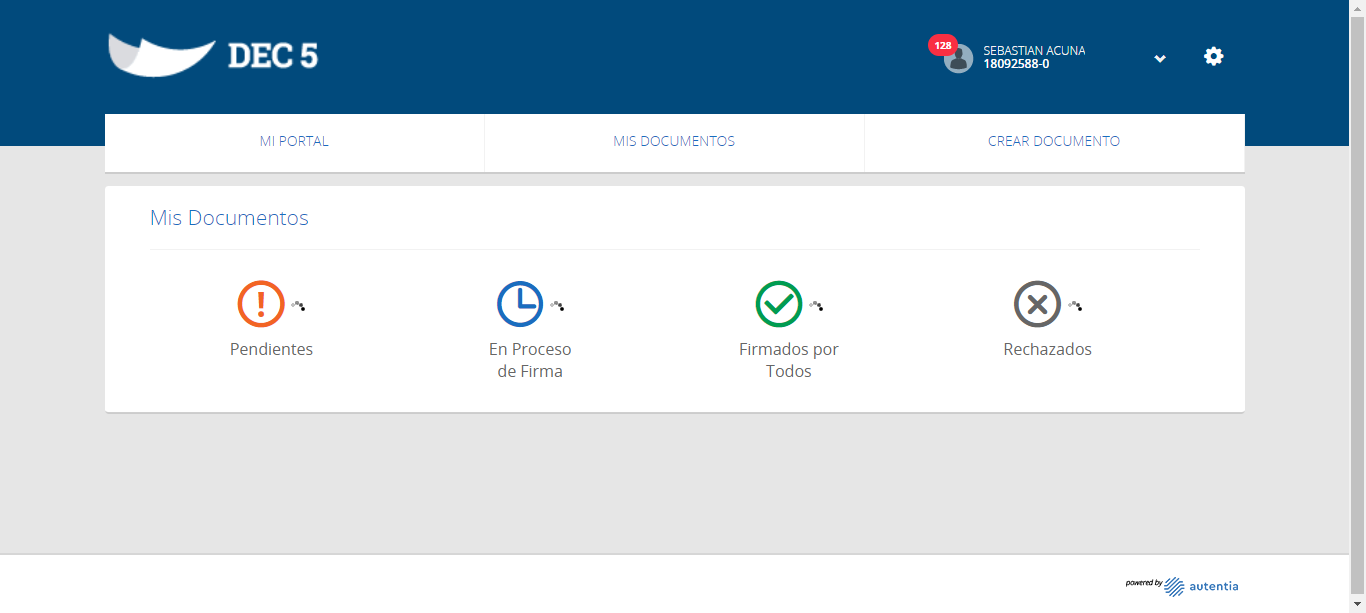 DEC 5
128
SEBASTIAN ACUNA
18092588-0
MI PORTAL
MIS DOCUMENTOS
CREAR DOCUMENTO
Mis Documentos
Pendientes
En Proceso
de Firma
Firmados por
Todos
Rechazados
powered by autentia